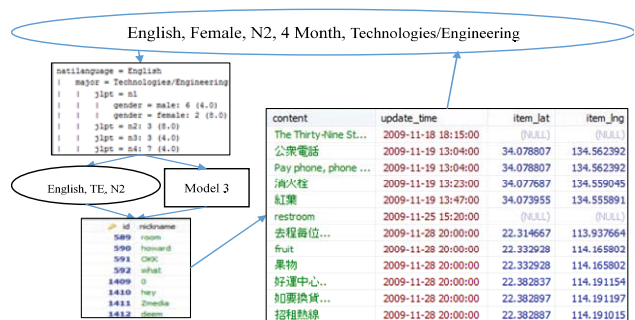 English, Female, N2, 4 Month, Technologies/Engineering
natilanguage = English
| major = Technologies/Engineering
| | jlpt = n1
| | | gender = male: 6 (4.0)
| | | gender = female: 2 (8.0)
| | jlpt = n2: 3 (8.0)
| | jlpt = n3: 3 (4.0)
| | jlpt = n4: 7 (4.0)
English, TE, N2
Model 3
id nickname
589 room
590 howard
591 OKK
592 what
1409 0
1410 hey
1411 2media
1412 deem
content update_time item_lat item_lng
The Thirty-Nine St... 2009-11-18 18:15:00 (NULL) (NULL)
公衆電話 2009-11-19 13:04:00 34.078807 134.562392
Pay phone, phone ... 2009-11-19 13:04:00 34.078807 134.562392
消火栓 2009-11-19 13:23:00 34.077687 134.559045
紅葉 2009-11-19 13:47:00 34.073955 134.555891
restroom 2009-11-25 15:20:00 (NULL) (NULL)
去程每位... 2009-11-28 20:00:00 22.314667 113.937664
fruit 2009-11-28 20:00:00 22.332928 114.165802
果物 2009-11-28 20:00:00 22.332928 114.165802
好運中心.. 2009-11-28 20:00:00 22.382837 114.191154
如要換貨... 2009-11-28 20:00:00 22.382897 114.191197
招租熱線 2009-11-28 20:00:00 22.382887 114.191015